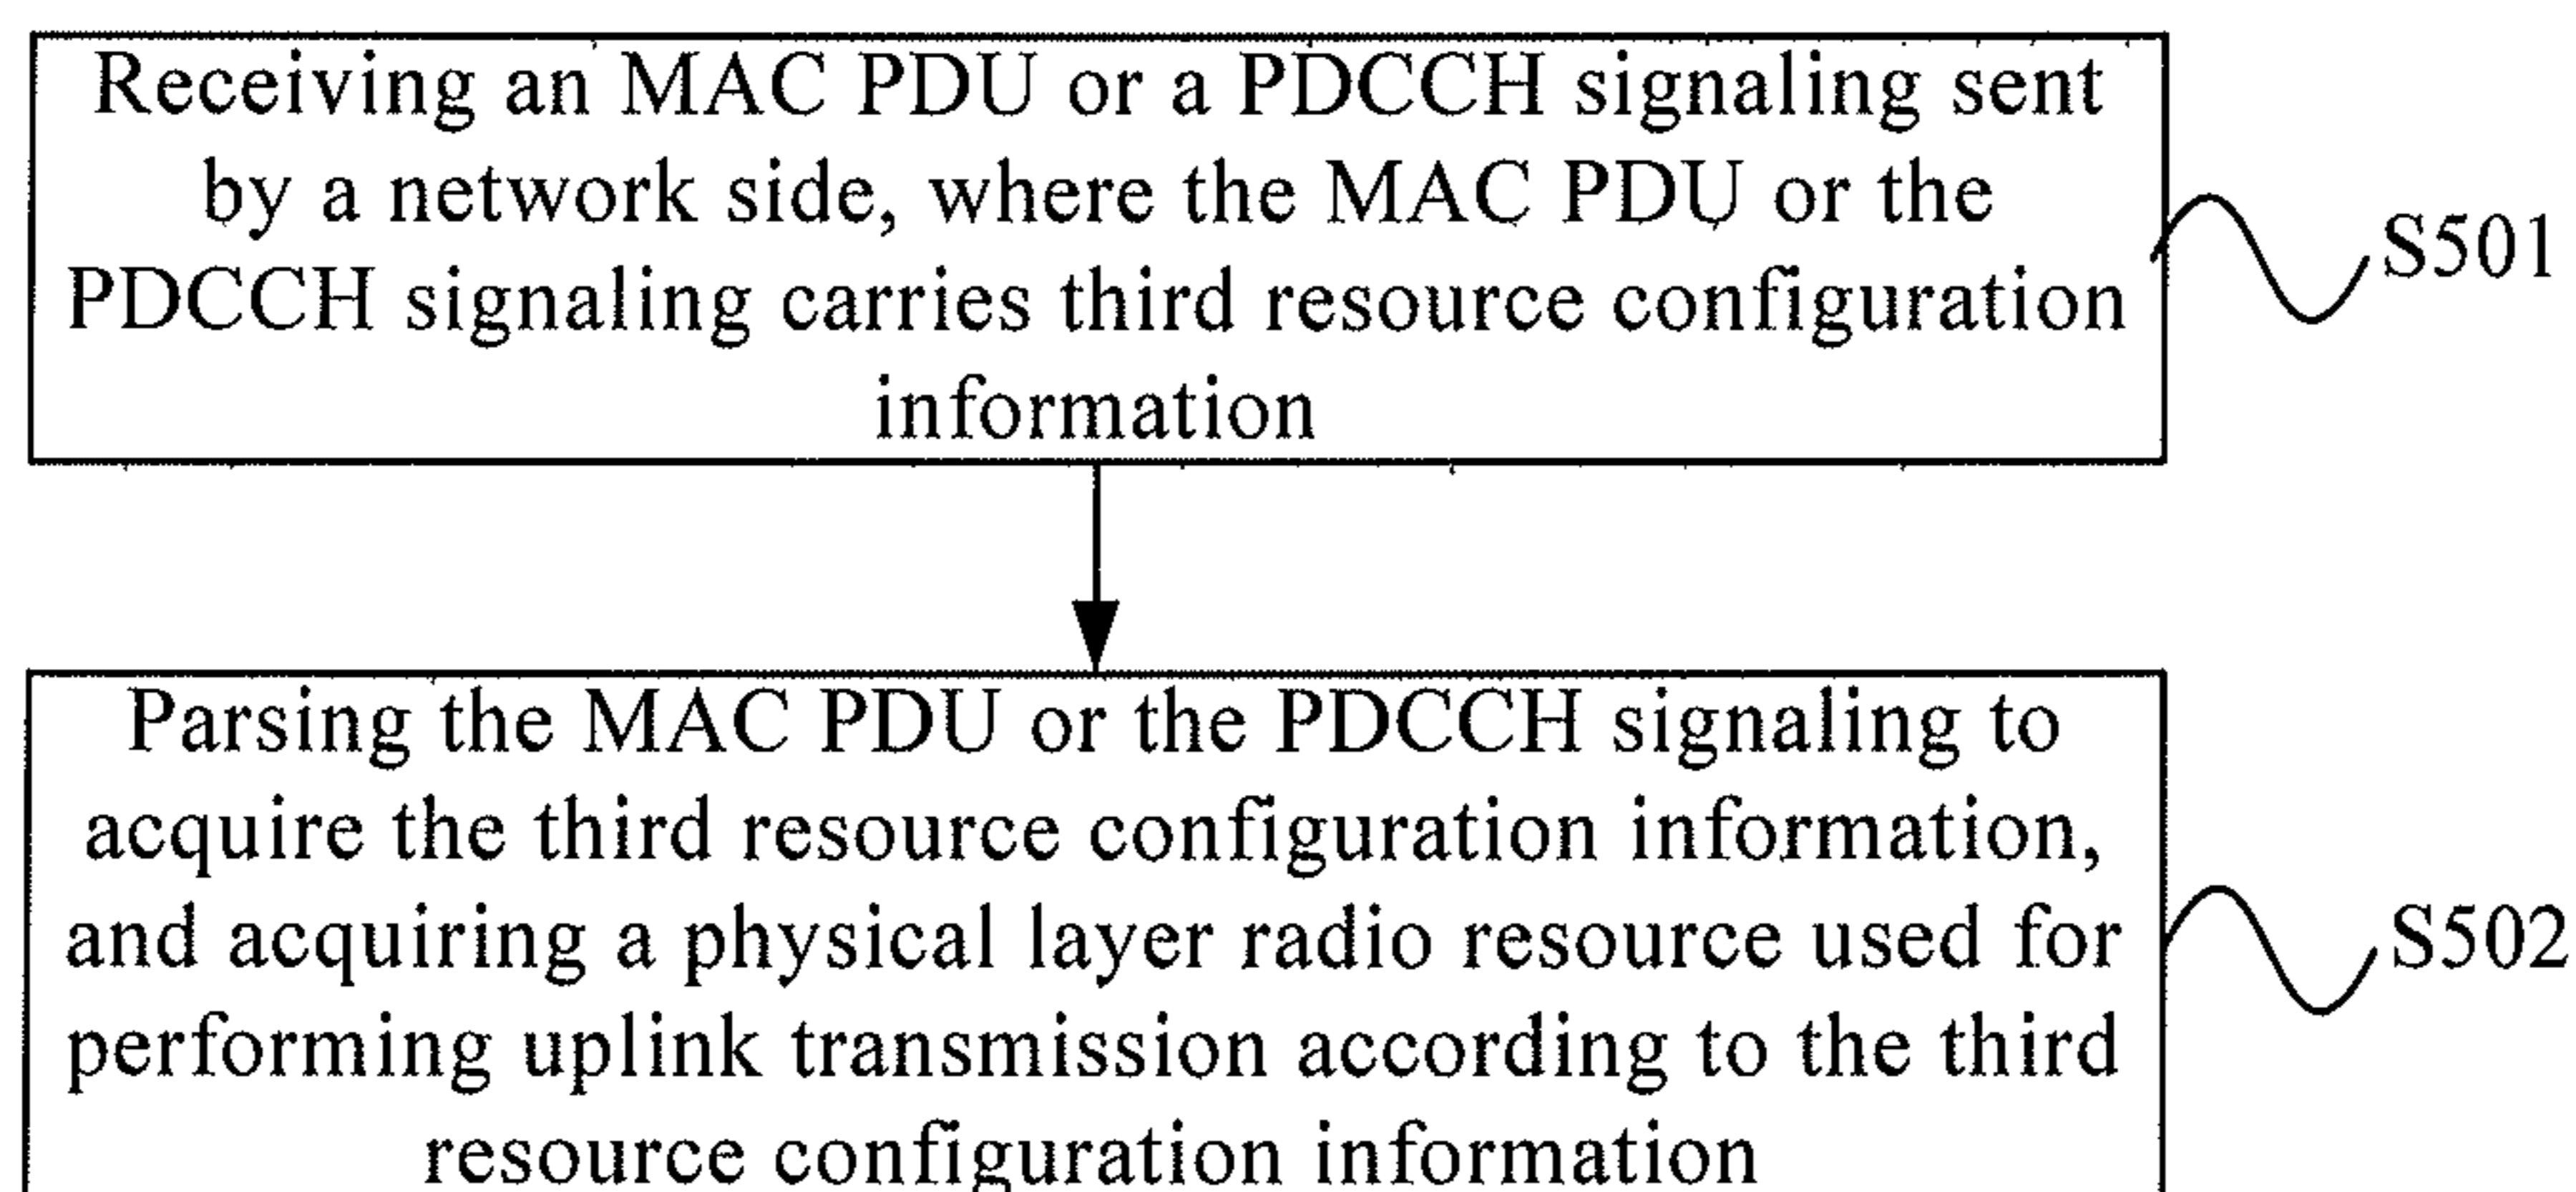 Receiving an MAC PDU or a PDCCH signaling sent
by a network side, where the MAC PDU or the
PDCCH signaling carries third resource configuration
information
S501
Parsing the MAC PDU or the PDCCH signaling to
acquire the third resource configuration information,
and acquiring a physical layer radio resource used for
performing uplink transmission according to the third
resource configuration information
S502